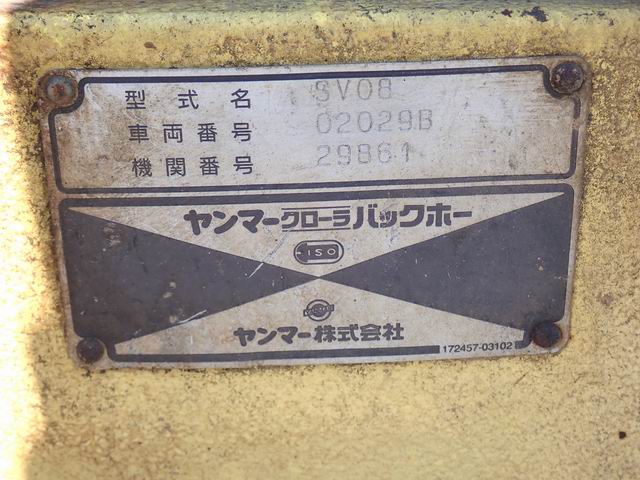 型式名 SV08
車両番号 02029B
機関番号 29861
ヤンマークローラバックホー
ISO
ヤンマー株式会社
172457-03102